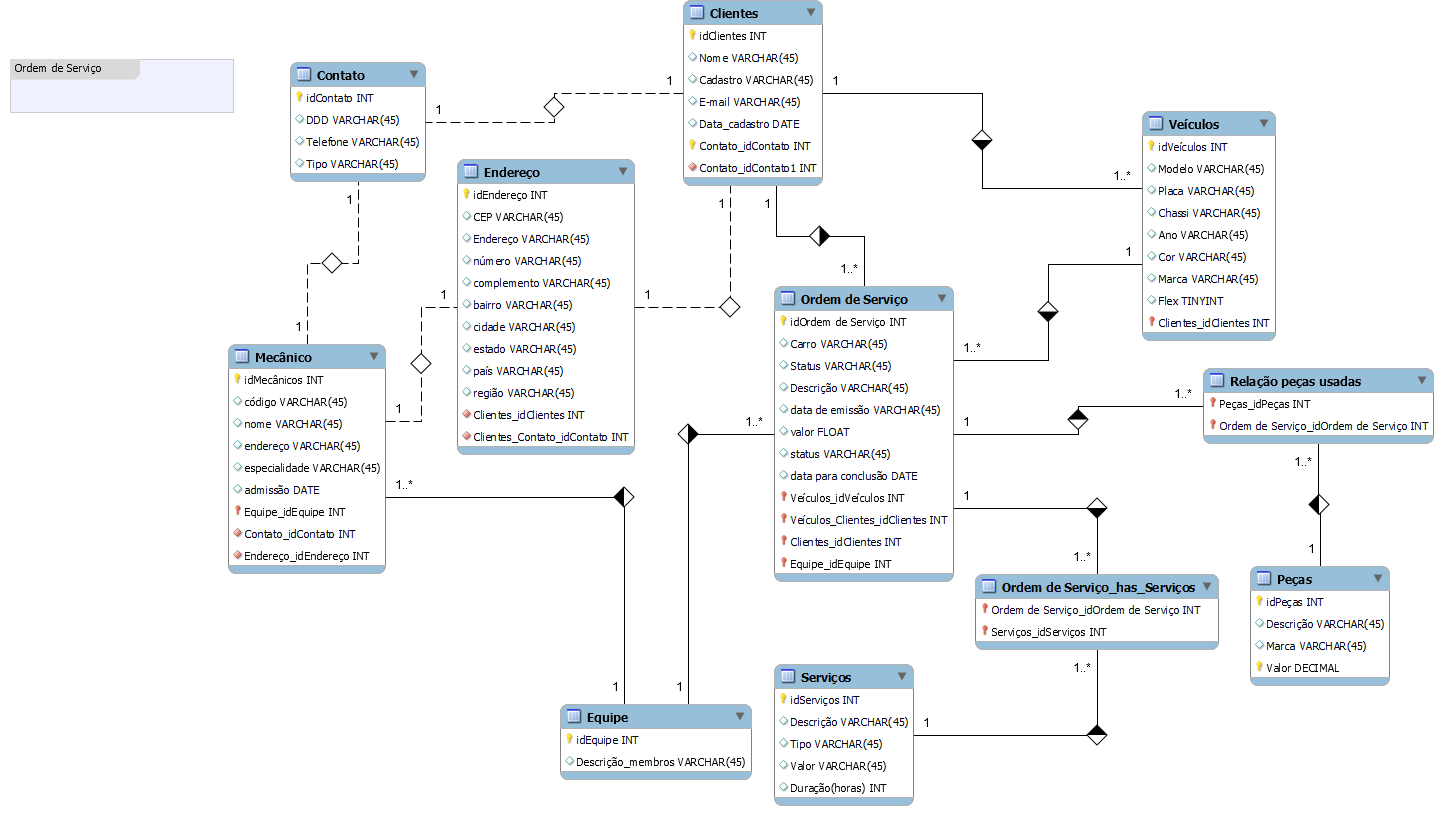 Ordem de Serviço
Contato
idContato INT
DDD VARCHAR(45)
Telefone VARCHAR(45)
Tipo VARCHAR(45)
Clientes
idClientes INT
Nome VARCHAR(45)
Cadastro VARCHAR(45)
E-mail VARCHAR(45)
Data_cadastro DATE
Contato_idContato INT
Contato_idContato1 INT
Endereço
idEndereço INT
CEP VARCHAR(45)
Endereço VARCHAR(45)
número VARCHAR(45)
complemento VARCHAR(45)
bairro VARCHAR(45)
cidade VARCHAR(45)
estado VARCHAR(45)
país VARCHAR(45)
região VARCHAR(45)
Clientes_idClientes INT
Clientes_Contato_idContato INT
Veículos
idVeículos INT
Modelo VARCHAR(45)
Placa VARCHAR(45)
Chassi VARCHAR(45)
Ano VARCHAR(45)
Cor VARCHAR(45)
Marca VARCHAR(45)
Flex TINYINT
Clientes_idClientes INT
Mecânico
idMecânicos INT
código VARCHAR(45)
nome VARCHAR(45)
endereço VARCHAR(45)
especialidade VARCHAR(45)
admissão DATE
Equipe_idEquipe INT
Contato_idContato INT
Endereço_idEndereço INT
Ordem de Serviço
idOrdem de Serviço INT
Carro VARCHAR(45)
Status VARCHAR(45)
Descrição VARCHAR(45)
data de emissão VARCHAR(45)
valor FLOAT
status VARCHAR(45)
data para conclusão DATE
Veículos_idVeículos INT
Veículos_Clientes_idClientes INT
Clientes_idClientes INT
Equipe_idEquipe INT
Relação peças usadas
Peças_idPeças INT
Ordem de Serviço_idOrdem de Serviço INT
Ordem de Serviço_has_Serviços
Ordem de Serviço_idOrdem de Serviço INT
Serviços_idServiços INT
Peças
idPeças INT
Descrição VARCHAR(45)
Marca VARCHAR(45)
Valor DECIMAL
Serviços
idServiços INT
Descrição VARCHAR(45)
Tipo VARCHAR(45)
Valor VARCHAR(45)
Duração(horas) INT
Equipe
idEquipe INT
Descrição_membros VARCHAR(45)
1
1
1
1
1
1..*
1
1
1
1..*
1
1
1
1..*
1..*
1
1..*
1
1..*
1
1
1..*
1..*
1
1..*
1
1..*
1